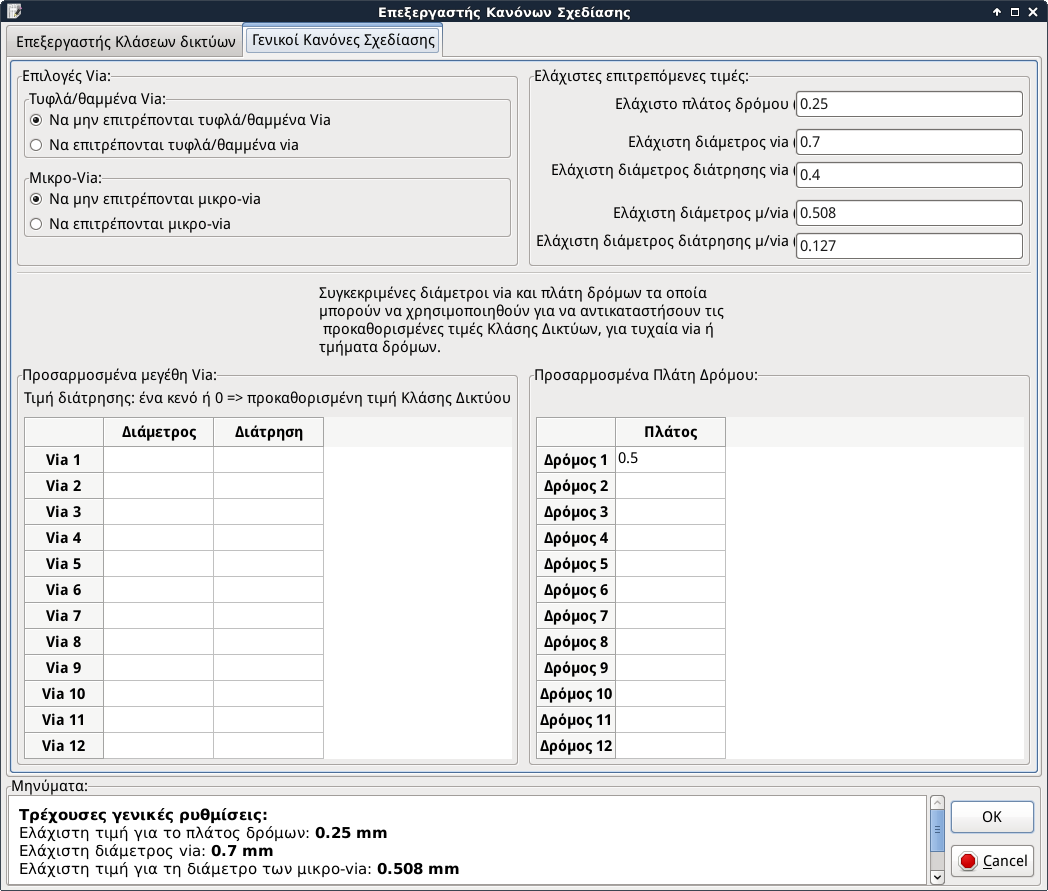 Επεξεργαστής Κανόνων Σχεδίασης
Επεξεργαστής Κλάσεων δικτύων
Γενικοί Κανόνες Σχεδίασης
Επιλογές Via:
Τυφλά/θαμμένα Via:
Να μην επιτρέπονται τυφλά/θαμμένα Via
Να επιτρέπονται τυφλά/θαμμένα via
Μικρο-Via:
Να μην επιτρέπονται μικρο-via
Να επιτρέπονται μικρο-via
Ελάχιστες επιτρεπόμενες τιμές:
Ελάχιστο πλάτος δρόμου ( 0.25
Ελάχιστη διάμετρος via ( 0.7
Ελάχιστη διάμετρος διάτρησης via ( 0.4
Ελάχιστη διάμετρος μ/via ( 0.508
Ελάχιστη διάμετρος διάτρησης μ/via ( 0.127
Συγκεκριμένες διάμετροι via και πλάτη δρόμων τα οποία
μπορούν να χρησιμοποιηθούν για να αντικαταστήσουν τις
προκαθορισμένες τιμές Κλάσης Δικτύων, για τυχαία via ή
τμήματα δρόμων.
Προσαρμοσμένα μεγέθη Via:
Τιμή διάτρησης: ένα κενό ή 0 => προκαθορισμένη τιμή Κλάσης Δικτύου
Διάμετρος Διάτρηση
Via 1
Via 2
Via 3
Via 4
Via 5
Via 6
Via 7
Via 8
Via 9
Via 10
Via 11
Via 12
Προσαρμοσμένα Πλάτη Δρόμου:
Πλάτος
Δρόμος 1 0.5
Δρόμος 2
Δρόμος 3
Δρόμος 4
Δρόμος 5
Δρόμος 6
Δρόμος 7
Δρόμος 8
Δρόμος 9
Δρόμος 10
Δρόμος 11
Δρόμος 12
Μηνύματα:
Τρέχουσες γενικές ρυθμίσεις:
Ελάχιστη τιμή για το πλάτος δρόμων: 0.25 mm
Ελάχιστη διάμετρος via: 0.7 mm
Ελάχιστη τιμή για τη διάμετρο των μικρο-via: 0.508 mm
OK
Cancel